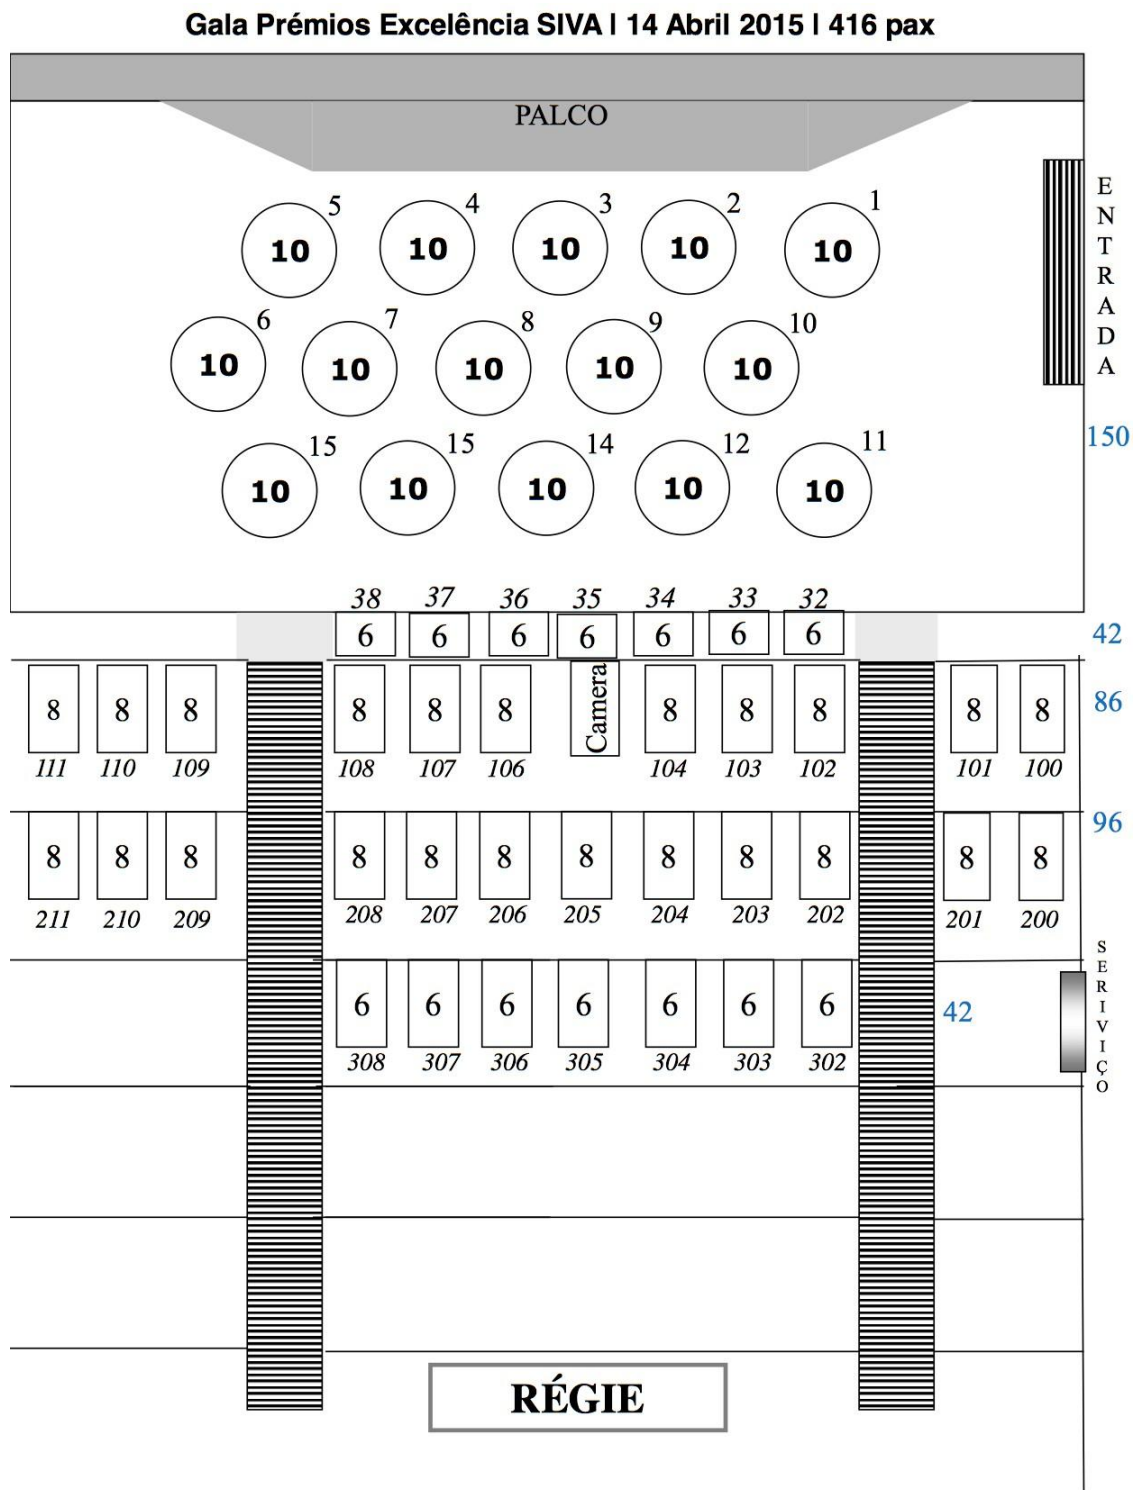 Gala Prémios Excelência SIVA | 14 Abril 2015 | 416 pax
PALCO
ENTRADA
5 4 3 2 1
10 10 10 10 10
6 7 8 9 10
10 10 10 10 10
150
15 15 14 12 11
10 10 10 10 10
38 37 36 35 34 33 32
6 6 6 6 6 6 6
42
Camera
8 8 8 8 8 8 8 8 8 8 8
86
111 110 109 108 107 106 104 103 102 101 100
96
8 8 8 8 8 8 8 8 8 8 8 8
211 210 209 208 207 206 205 204 203 202 201 200
SERIVIÇO
6 6 6 6 6 6 6
42
308 307 306 305 304 303 302
RÉGIE